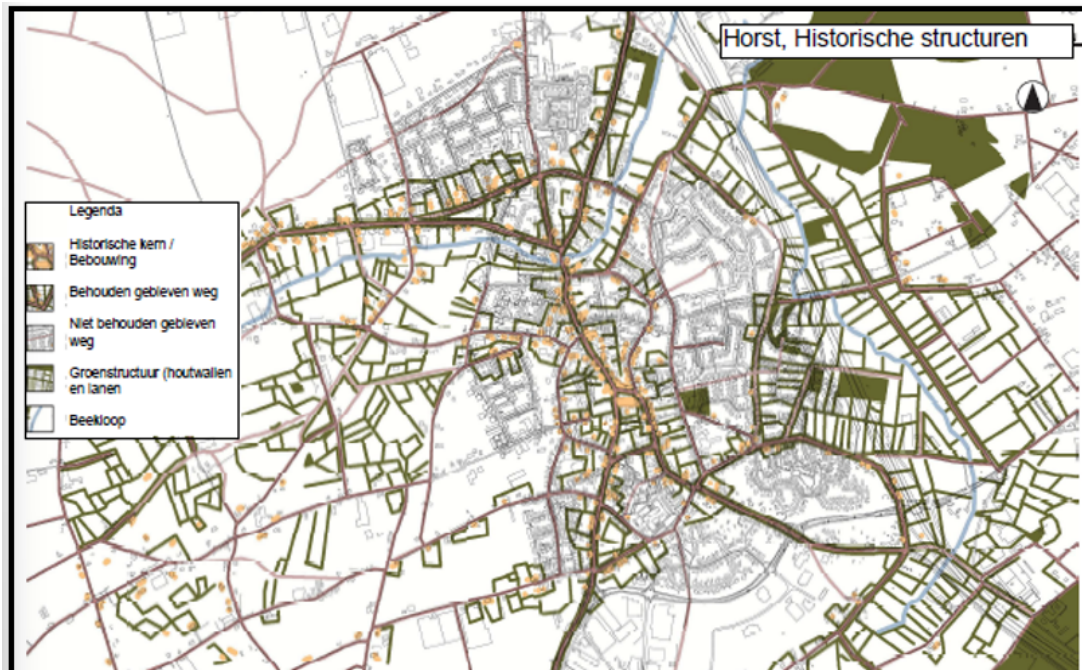 Horst, Historische structuren
Legenda
Historische kern /
Bebouwing
Behouden gebleven weg
Niet behouden gebleven
weg
Groenstructuur (houtwallen
en lanen
Beekloop